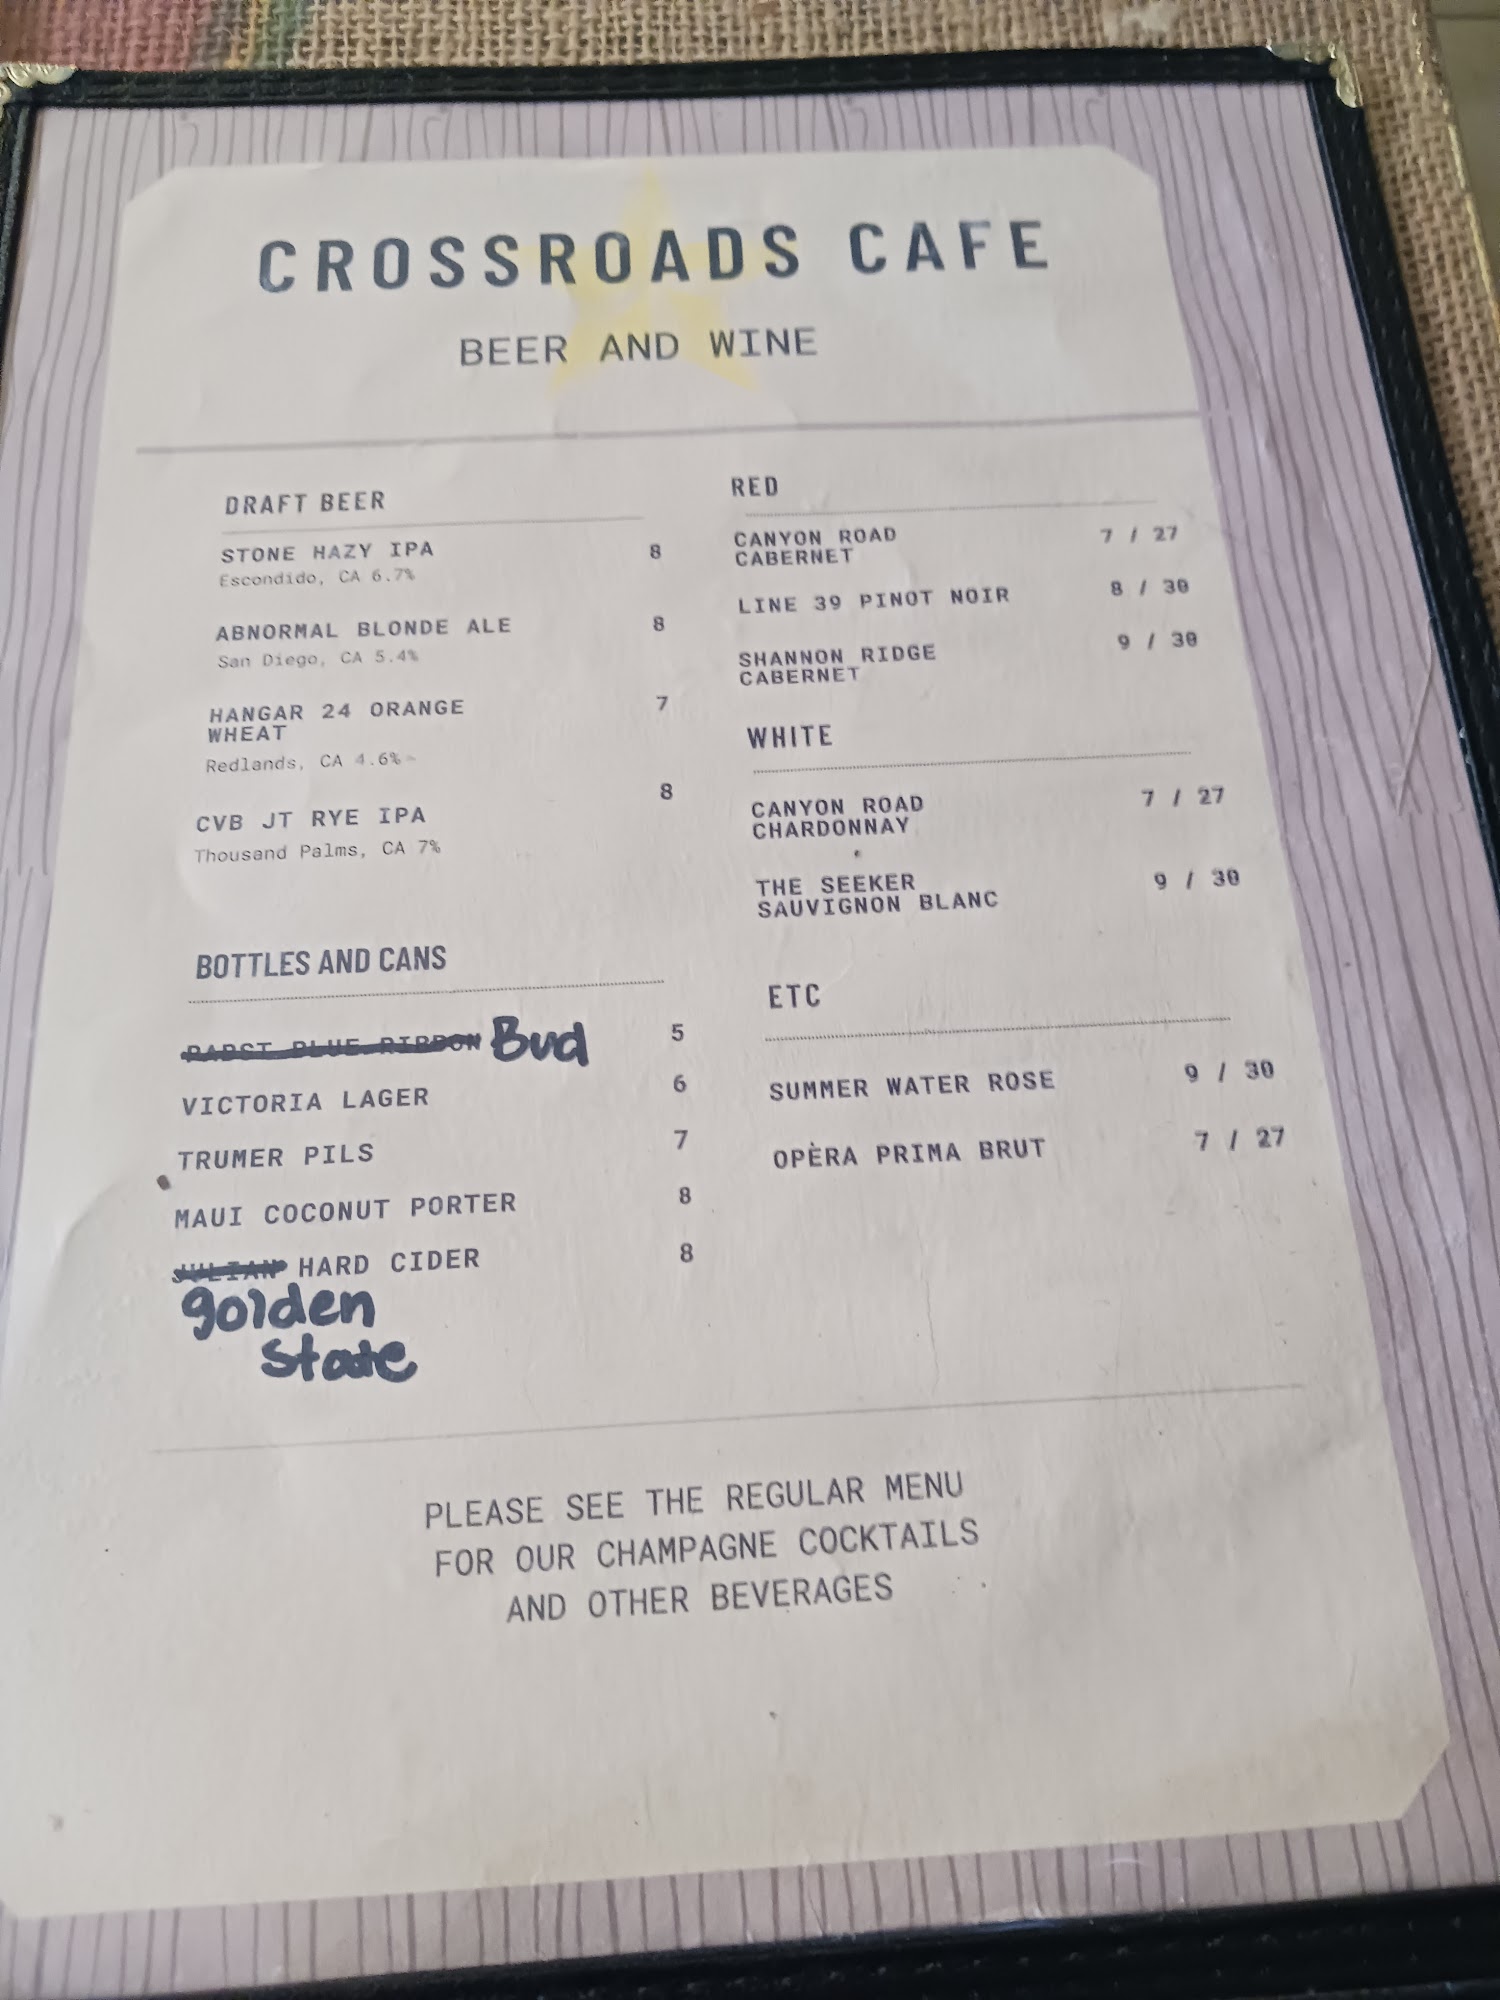 CROSSROADS CAFE
BEER AND WINE
DRAFT BEER
STONE HAZY IPA 8
Escondido, CA 6.7%
ABNORMAL BLONDE ALE 8
San Diego, CA 5.4%
HANGAR 24 ORANGE 7
WHEAT
Redlands, CA 4.6%
CVB JT RYE IPA 8
Thousand Palms, CA 7%
BOTTLES AND CANS
PABST BLUE RIBBON Bud 5
VICTORIA LAGER 6
TRUMER PILS 7
MAUI COCONUT PORTER 8
JULIAN HARD CIDER 8
golden
state
RED
CANYON ROAD 7 / 27
CABERNET
LINE 39 PINOT NOIR 8 / 30
SHANNON RIDGE 9 / 30
CABERNET
WHITE
CANYON ROAD 7 / 27
CHARDONNAY
THE SEEKER 9 / 30
SAUVIGNON BLANC
ETC
SUMMER WATER ROSE 9 / 30
OPÈRA PRIMA BRUT 7 / 27
PLEASE SEE THE REGULAR MENU
FOR OUR CHAMPAGNE COCKTAILS
AND OTHER BEVERAGES